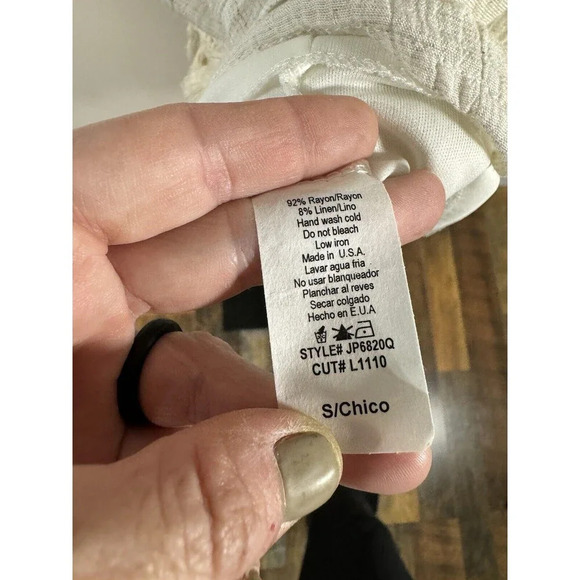 92% Rayon/Rayon
8% Linen/Lino
Hand wash cold
Do not bleach
Low iron
Made in U.S.A.
Lavar agua fria
No usar blanqueador
Planchar al reves
Secar colgado
Hecho en E.U.A
STYLE# JP6820Q
CUT# L1110
S/Chico